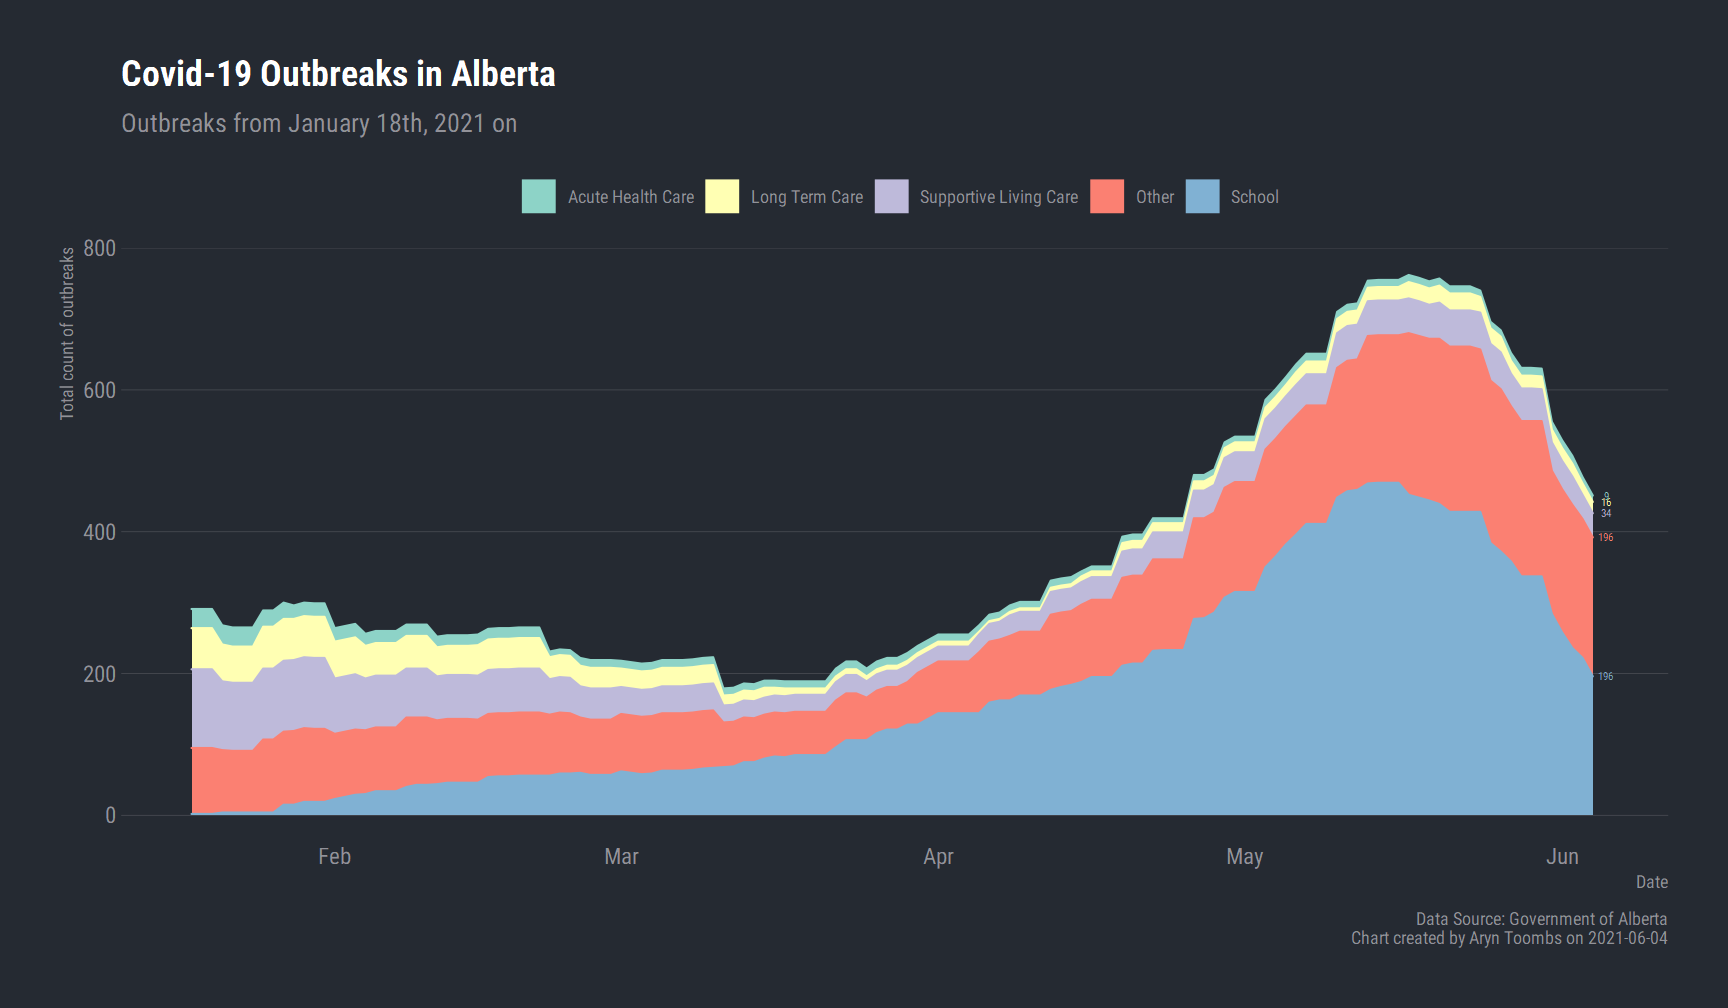 Covid-19 Outbreaks in Alberta
Outbreaks from January 18th, 2021 on
Acute Health Care Long Term Care Supportive Living Care Other School
Total count of outbreaks
800
600
400
200
0
9
16
34
196
196
Feb Mar Apr May Jun
Date
Data Source: Government of Alberta
Chart created by Aryn Toombs on 2021-06-04